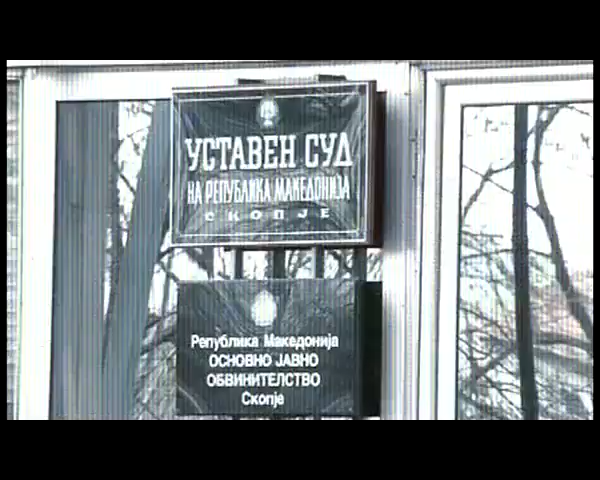 УСТАВЕН СУД
НА РЕПУБЛИКА МАКЕДОНИЈА
СКОПЈЕ
Република Македонија
ОСНОВНО ЈАВНО
ОБВИНИТЕЛСТВО
Скопје